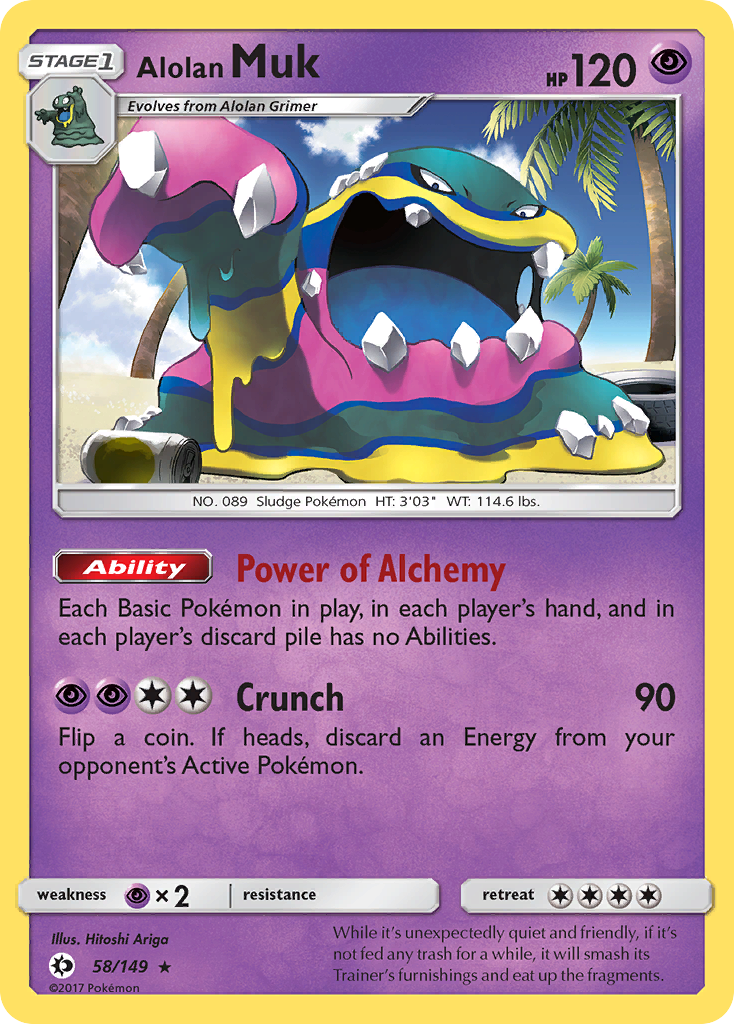 STAGE1
Alolan Muk
HP 120
Evolves from Alolan Grimer
NO. 089 Sludge Pokémon HT: 3'03" WT: 114.6 lbs.
Ability Power of Alchemy
Each Basic Pokémon in play, in each player's hand, and in
each player's discard pile has no Abilities.
Crunch 90
Flip a coin. If heads, discard an Energy from your
opponent's Active Pokémon.
weakness ×2 resistance retreat
Illus. Hitoshi Ariga
58/149 ★
©2017 Pokémon
While it's unexpectedly quiet and friendly, if it's
not fed any trash for a while, it will smash its
Trainer's furnishings and eat up the fragments.